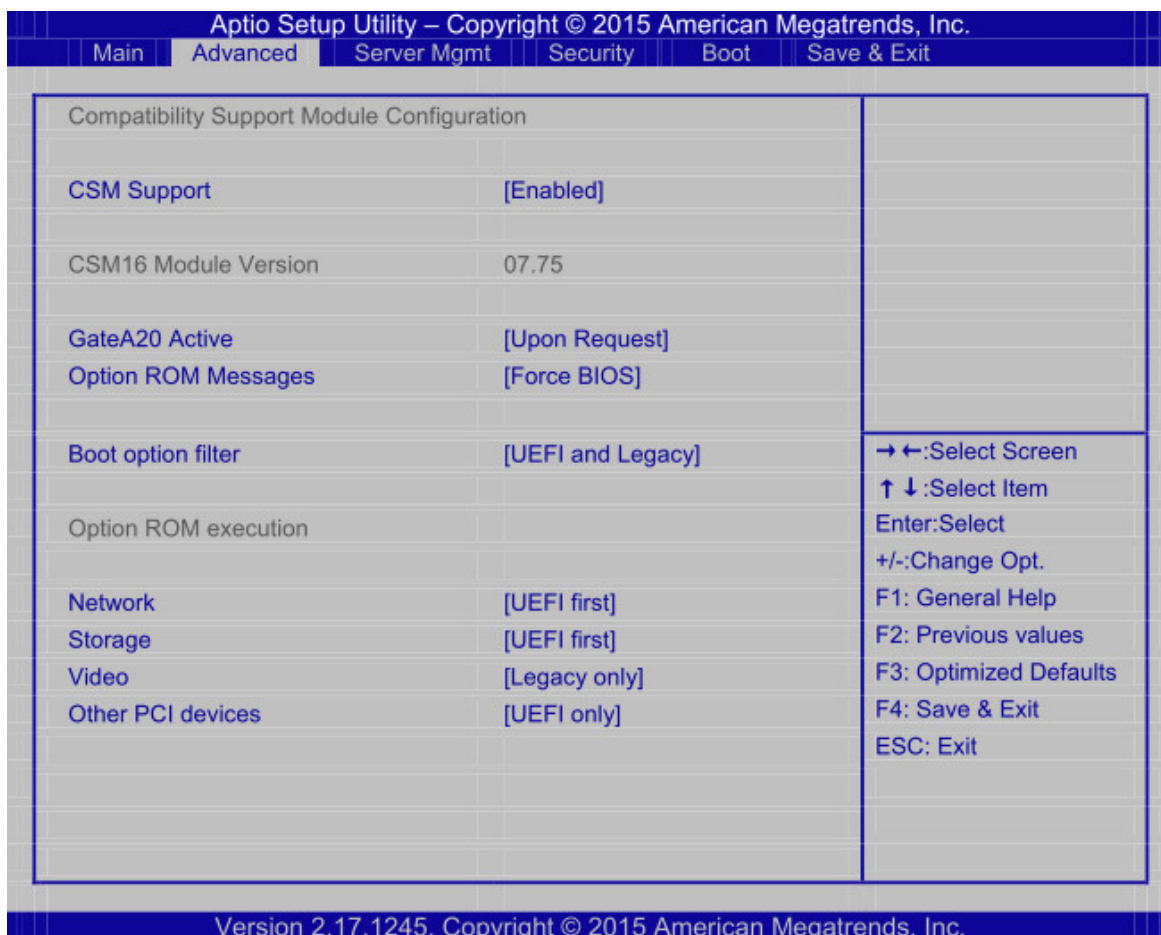 Aptio Setup Utility – Copyright © 2015 American Megatrends, Inc.
Main Advanced Server Mgmt Security Boot Save & Exit
Compatibility Support Module Configuration
CSM Support [Enabled]
CSM16 Module Version 07.75
GateA20 Active [Upon Request]
Option ROM Messages [Force BIOS]
Boot option filter [UEFI and Legacy]
Option ROM execution
Network [UEFI first]
Storage [UEFI first]
Video [Legacy only]
Other PCI devices [UEFI only]
→ ←:Select Screen
↑ ↓:Select Item
Enter:Select
+/-:Change Opt.
F1: General Help
F2: Previous values
F3: Optimized Defaults
F4: Save & Exit
ESC: Exit
Version 2.17.1245. Copyright © 2015 American Megatrends, Inc.